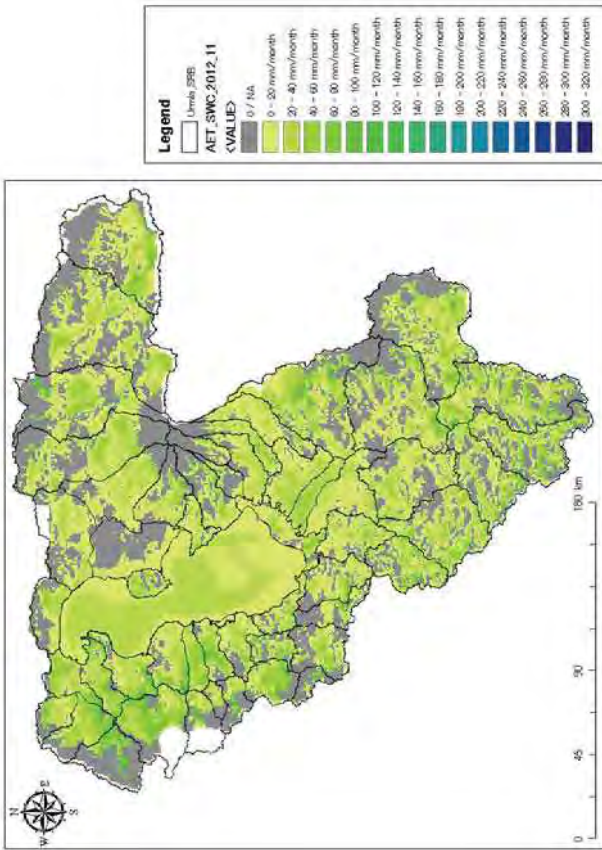 N
W E
S
0 45 90 180 km
Legend
Urmia_SRB
AET_SWC_2012_11
<VALUE>
0 / NA
0 - 20 mm/month
20 - 40 mm/month
40 - 60 mm/month
60 - 80 mm/month
80 - 100 mm/month
100 - 120 mm/month
120 - 140 mm/month
140 - 160 mm/month
160 - 180 mm/month
180 - 200 mm/month
200 - 220 mm/month
220 - 240 mm/month
240 - 260 mm/month
260 - 280 mm/month
280 - 300 mm/month
300 - 320 mm/month